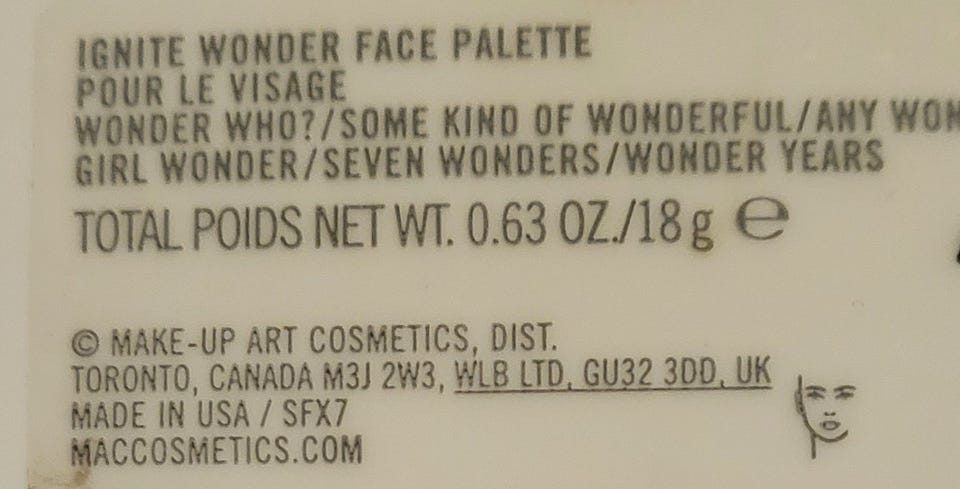 IGNITE WONDER FACE PALETTE
POUR LE VISAGE
WONDER WHO?/SOME KIND OF WONDERFUL/ANY
GIRL WONDER/SEVEN WONDERS/WONDER YEARS
TOTAL POIDS NET WT. 0.63 OZ./18 g ℮
© MAKE-UP ART COSMETICS, DIST.
TORONTO, CANADA M3J 2W3, WLB LTD, GU32 3DD, UK
MADE IN USA / SFX7
MACCOSMETICS.COM